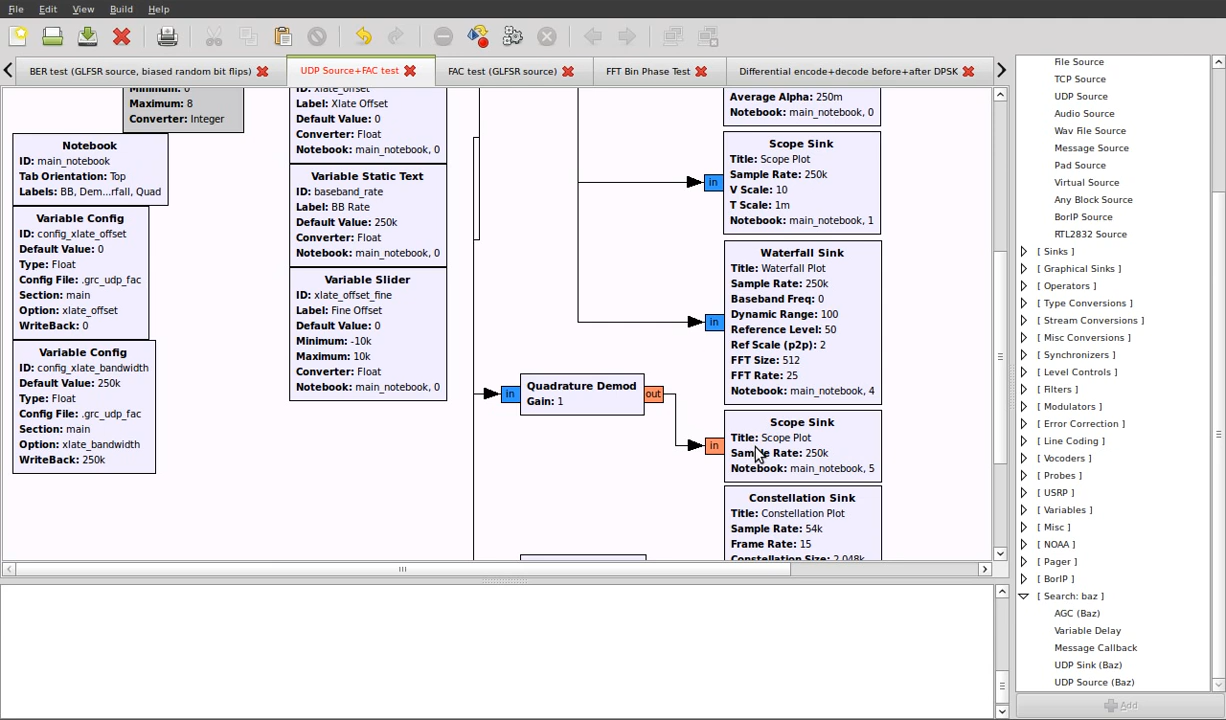 File Edit View Build Help
BER test (GLFSR source, biased random bit flips) UDP Source+FAC test FAC test (GLFSR source) FFT Bin Phase Test Differential encode+decode before+after DPSK
Maximum: 8
Converter: Integer
Notebook
ID: main_notebook
Tab Orientation: Top
Labels: BB, Dem...rfall, Quad
Variable Config
ID: config_xlate_offset
Default Value: 0
Type: Float
Config File: .grc_udp_fac
Section: main
Option: xlate_offset
WriteBack: 0
Variable Config
ID: config_xlate_bandwidth
Default Value: 250k
Type: Float
Config File: .grc_udp_fac
Section: main
Option: xlate_bandwidth
WriteBack: 250k
ID: xlate_offset
Label: Xlate Offset
Default Value: 0
Converter: Float
Notebook: main_notebook, 0
Variable Static Text
ID: baseband_rate
Label: BB Rate
Default Value: 250k
Converter: Float
Notebook: main_notebook, 0
Variable Slider
ID: xlate_offset_fine
Label: Fine Offset
Default Value: 0
Minimum: -10k
Maximum: 10k
Converter: Float
Notebook: main_notebook, 0
in
Quadrature Demod
Gain: 1
out
Average Alpha: 250m
Notebook: main_notebook, 0
in
Scope Sink
Title: Scope Plot
Sample Rate: 250k
V Scale: 10
T Scale: 1m
Notebook: main_notebook, 1
in
Waterfall Sink
Title: Waterfall Plot
Sample Rate: 250k
Baseband Freq: 0
Dynamic Range: 100
Reference Level: 50
Ref Scale (p2p): 2
FFT Size: 512
FFT Rate: 25
Notebook: main_notebook, 4
in
Scope Sink
Title: Scope Plot
Sample Rate: 250k
Notebook: main_notebook, 5
Constellation Sink
Title: Constellation Plot
Sample Rate: 54k
Frame Rate: 15
Constellation Size: 2.048k
File Source
TCP Source
UDP Source
Audio Source
Wav File Source
Message Source
Pad Source
Virtual Source
Any Block Source
BorIP Source
RTL2832 Source
[ Sinks ]
[ Graphical Sinks ]
[ Operators ]
[ Type Conversions ]
[ Stream Conversions ]
[ Misc Conversions ]
[ Synchronizers ]
[ Level Controls ]
[ Filters ]
[ Modulators ]
[ Error Correction ]
[ Line Coding ]
[ Vocoders ]
[ Probes ]
[ USRP ]
[ Variables ]
[ Misc ]
[ NOAA ]
[ Pager ]
[ BorIP ]
[ Search: baz ]
AGC (Baz)
Variable Delay
Message Callback
UDP Sink (Baz)
UDP Source (Baz)
Add